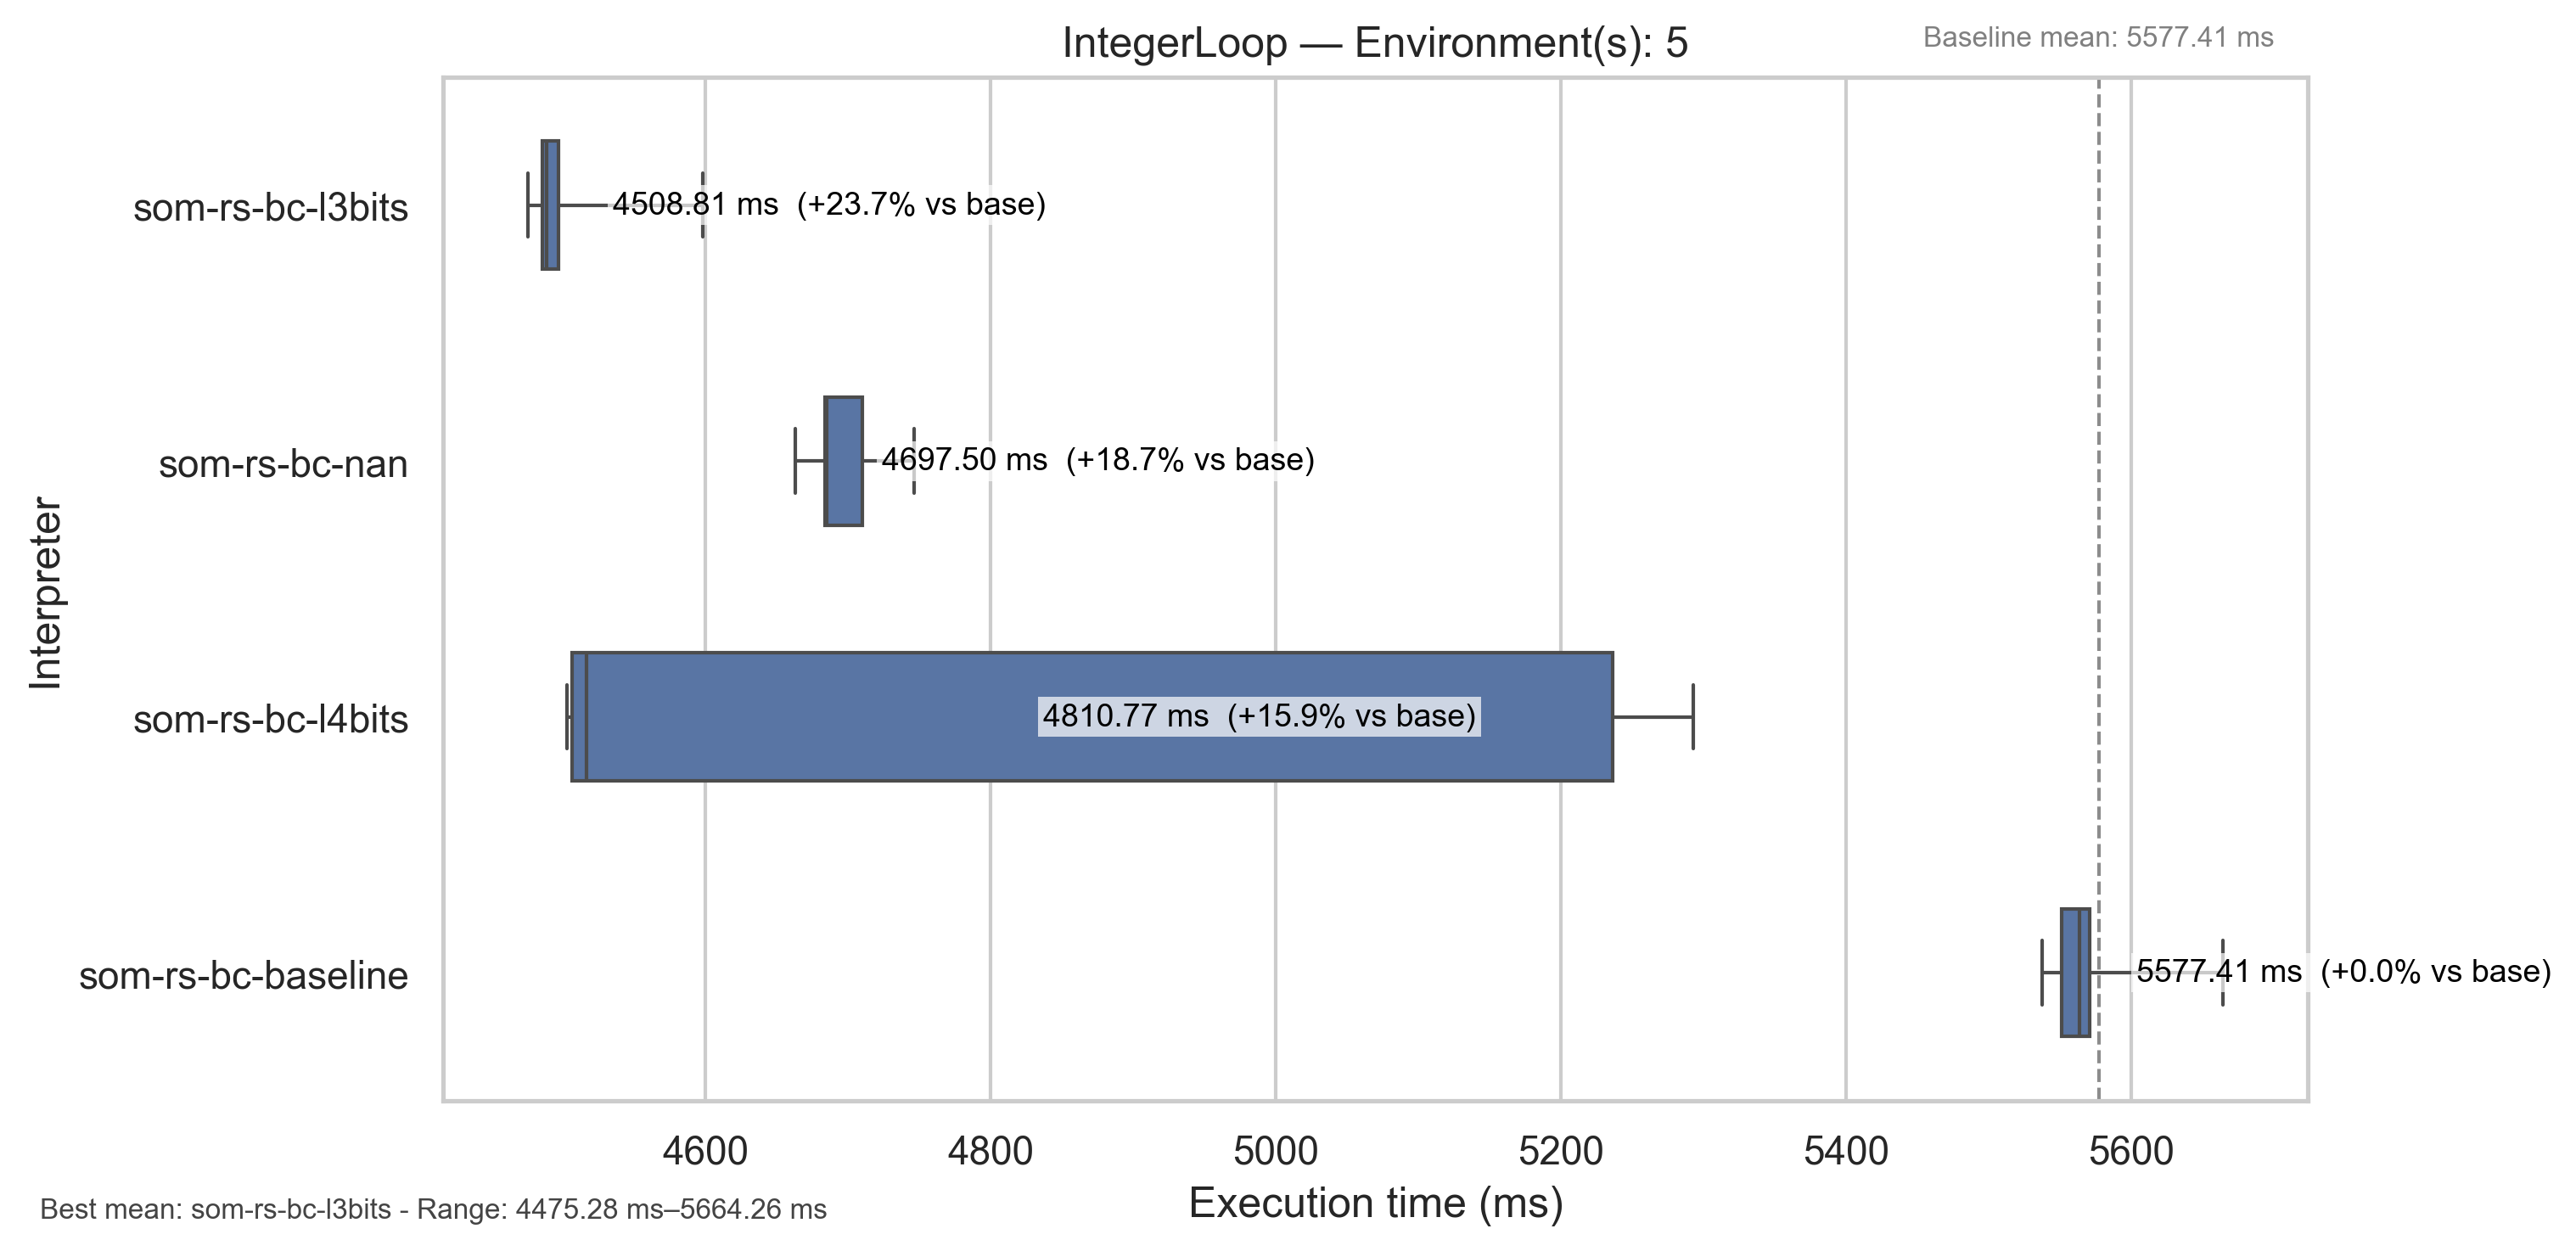 IntegerLoop — Environment(s): 5
Baseline mean: 5577.41 ms
som-rs-bc-l3bits
4508.81 ms (+23.7% vs base)
som-rs-bc-nan
4697.50 ms (+18.7% vs base)
som-rs-bc-l4bits
4810.77 ms (+15.9% vs base)
som-rs-bc-baseline
5577.41 ms (+0.0% vs base)
Interpreter
4600 4800 5000 5200 5400 5600
Execution time (ms)
Best mean: som-rs-bc-l3bits - Range: 4475.28 ms–5664.26 ms